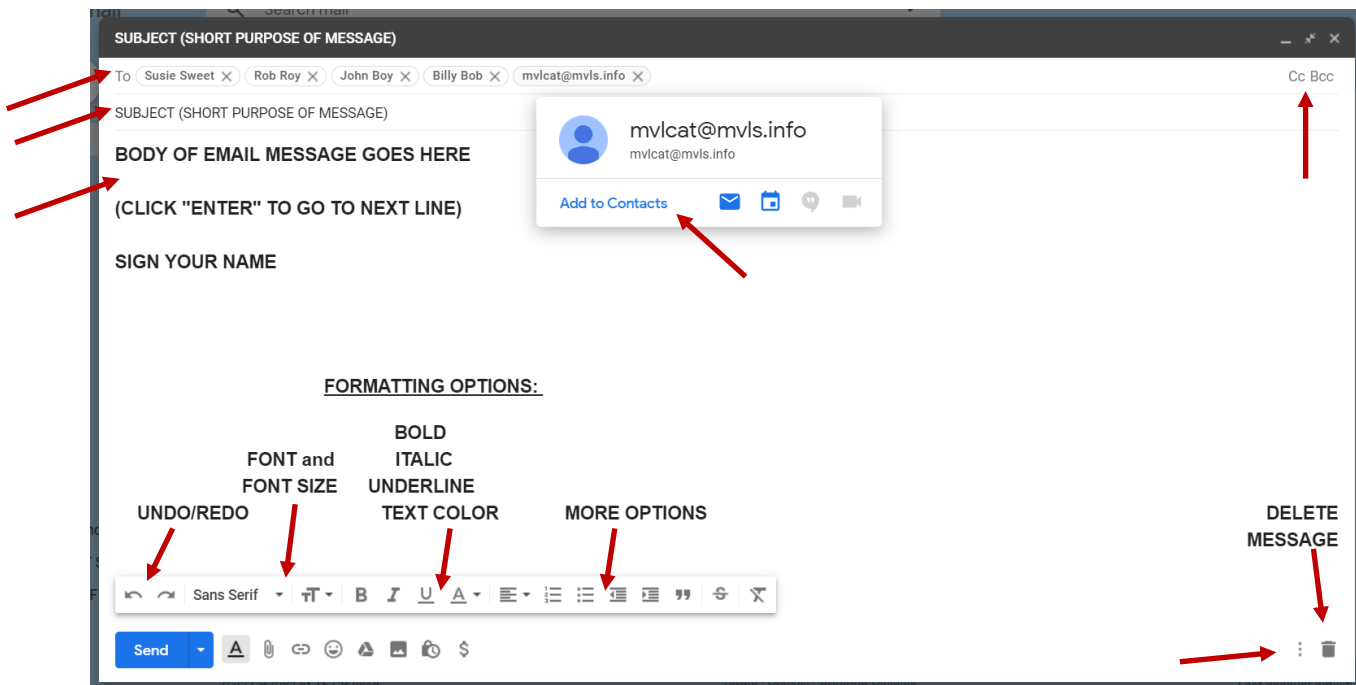 Search mail
SUBJECT (SHORT PURPOSE OF MESSAGE)
To Susie Sweet Rob Roy John Boy Billy Bob mvlcat@mvls.info Cc Bcc
SUBJECT (SHORT PURPOSE OF MESSAGE)
mvlcat@mvls.info
mvlcat@mvls.info
Add to Contacts
BODY OF EMAIL MESSAGE GOES HERE
(CLICK "ENTER" TO GO TO NEXT LINE)
SIGN YOUR NAME
FORMATTING OPTIONS:
UNDO/REDO
FONT and
FONT SIZE
BOLD
ITALIC
UNDERLINE
TEXT COLOR
MORE OPTIONS
DELETE
MESSAGE
Sans Serif
Send